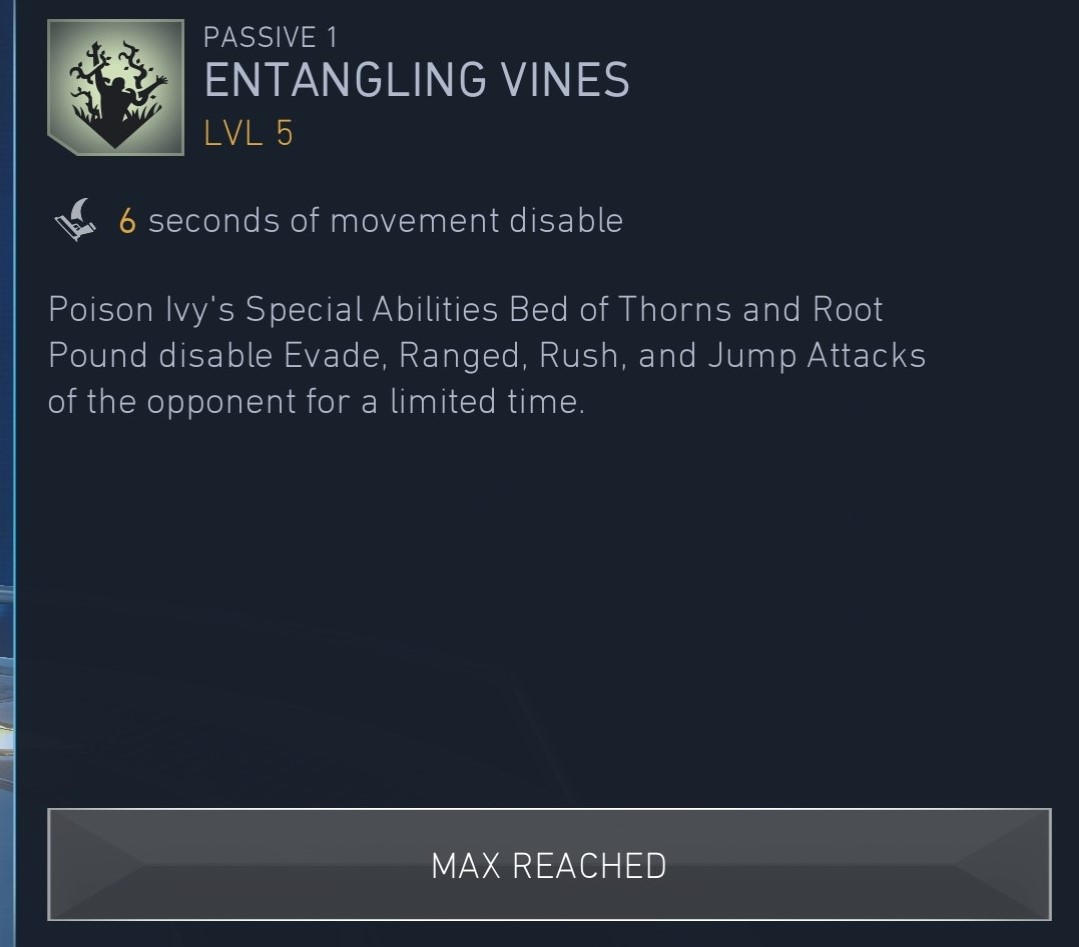 PASSIVE 1
ENTANGLING VINES
LVL 5
6 seconds of movement disable
Poison Ivy's Special Abilities Bed of Thorns and Root
Pound disable Evade, Ranged, Rush, and Jump Attacks
of the opponent for a limited time.
MAX REACHED